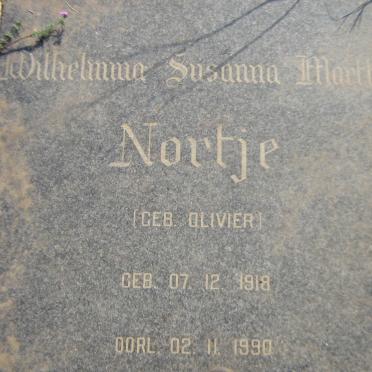 Wilhelmina Susanna
Nortje
(GEB. OLIVIER)
GEB. 07. 12. 1918
OORL. 02. 11. 1990